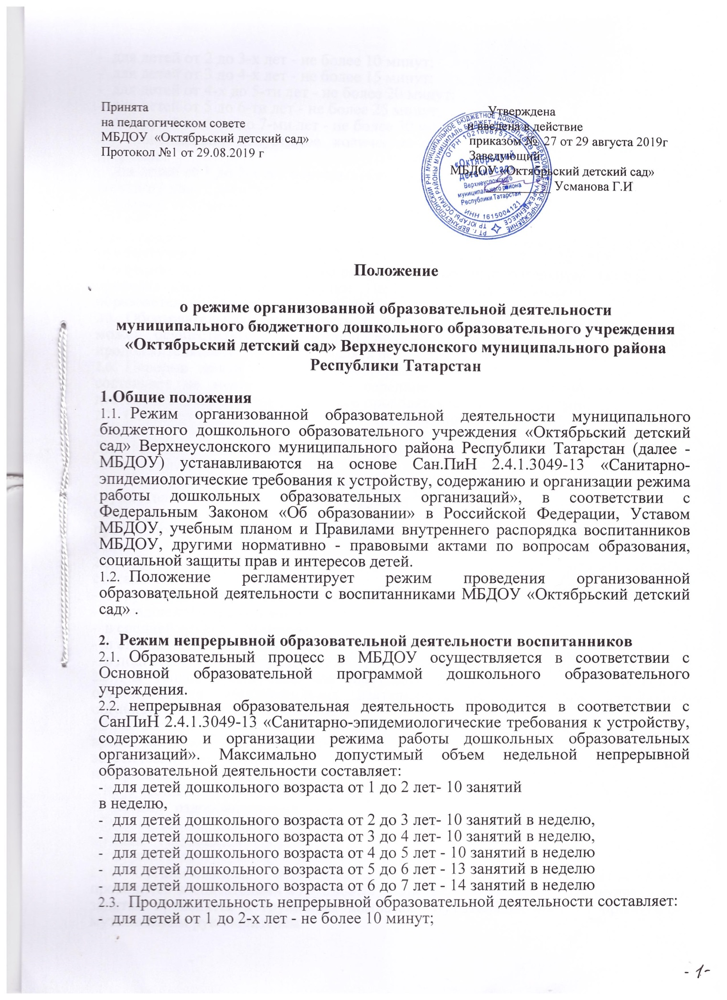 Принята
на педагогическом совете
МБДОУ «Октябрьский детский сад»
Протокол №1 от 29.08.2019 г
Утверждена
и введена в действие
приказом № 27 от 29 августа 2019г
Заведующий
МБДОУ «Октябрьский детский сад»
Усманова Г.И
«Октябрьский
детский сад»
Верхнеуслонского
муниципального района
Республики Татарстан
ИНН 1615004121
Положение
о режиме организованной образовательной деятельности
муниципального бюджетного дошкольного образовательного учреждения
«Октябрьский детский сад» Верхнеуслонского муниципального района
Республики Татарстан
1.Общие положения
1.1. Режим организованной образовательной деятельности муниципального
бюджетного дошкольного образовательного учреждения «Октябрьский детский
сад» Верхнеуслонского муниципального района Республики Татарстан (далее -
МБДОУ) устанавливаются на основе Сан.ПиН 2.4.1.3049-13 «Санитарно-
эпидемиологические требования к устройству, содержанию и организации режима
работы дошкольных образовательных организаций», в соответствии с
Федеральным Законом «Об образовании» в Российской Федерации, Уставом
МБДОУ, учебным планом и Правилами внутреннего распорядка воспитанников
МБДОУ, другими нормативно - правовыми актами по вопросам образования,
социальной защиты прав и интересов детей.
1.2. Положение регламентирует режим проведения организованной
образовательной деятельности с воспитанниками МБДОУ «Октябрьский детский
сад» .
2. Режим непрерывной образовательной деятельности воспитанников
2.1. Образовательный процесс в МБДОУ осуществляется в соответствии с
Основной образовательной программой дошкольного образовательного
учреждения.
2.2. непрерывная образовательная деятельность проводится в соответствии с
СанПиН 2.4.1.3049-13 «Санитарно-эпидемиологические требования к устройству,
содержанию и организации режима работы дошкольных образовательных
организаций». Максимально допустимый объем недельной непрерывной
образовательной деятельности составляет:
- для детей дошкольного возраста от 1 до 2 лет- 10 занятий
в неделю,
- для детей дошкольного возраста от 2 до 3 лет- 10 занятий в неделю,
- для детей дошкольного возраста от 3 до 4 лет- 10 занятий в неделю,
- для детей дошкольного возраста от 4 до 5 лет - 10 занятий в неделю
- для детей дошкольного возраста от 5 до 6 лет - 13 занятий в неделю
- для детей дошкольного возраста от 6 до 7 лет - 14 занятий в неделю
2.3. Продолжительность непрерывной образовательной деятельности составляет:
- для детей от 1 до 2-х лет - не более 10 минут;
- 1-